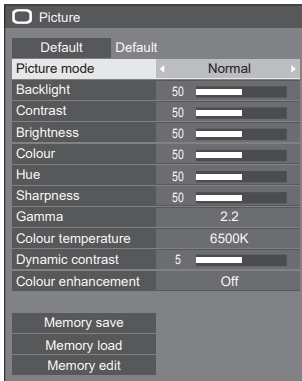 Picture
Default Default
Picture mode Normal
Backlight 50
Contrast 50
Brightness 50
Colour 50
Hue 50
Sharpness 50
Gamma 2.2
Colour temperature 6500K
Dynamic contrast 5
Colour enhancement Off
Memory save
Memory load
Memory edit